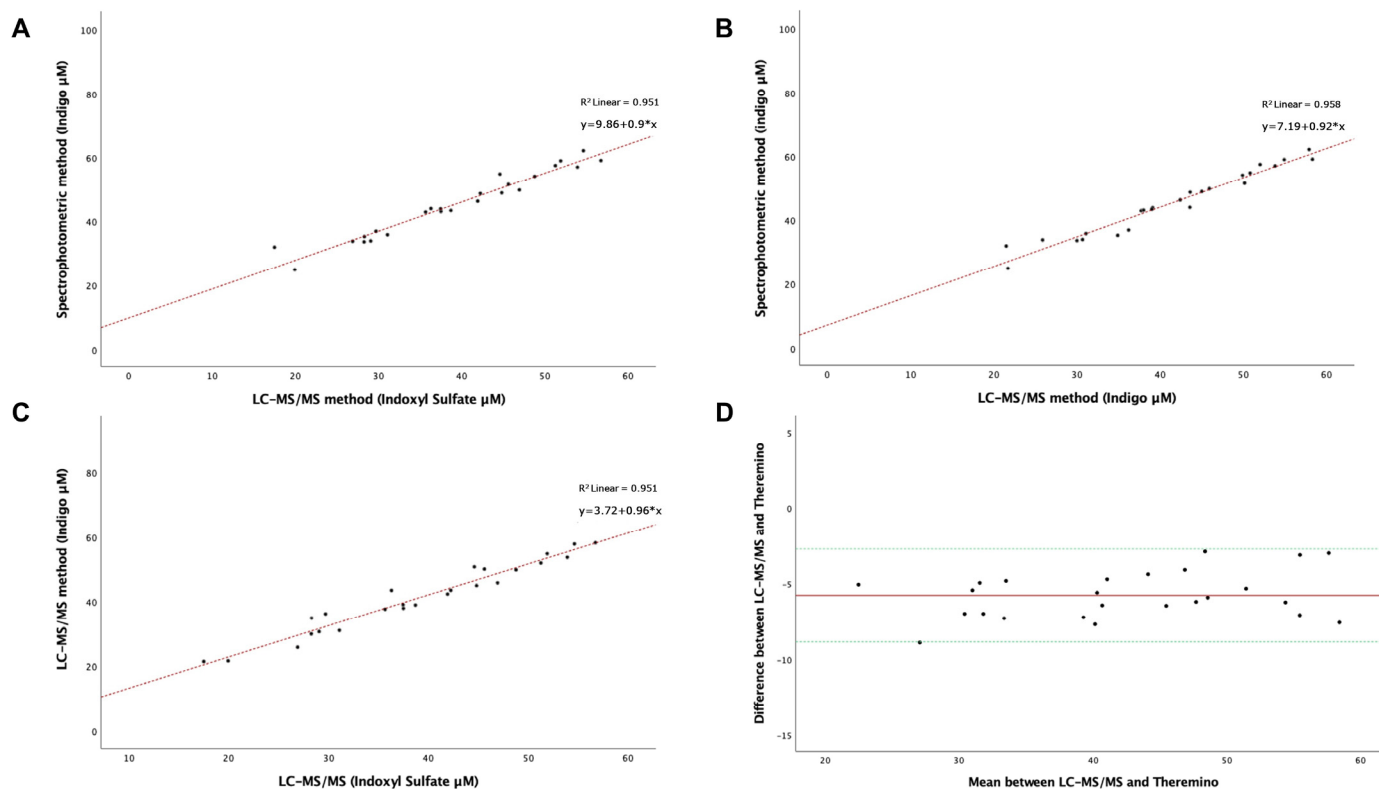 A
Spectrophotometric method (Indigo µM)
100
80
60
40
20
0
R² Linear = 0.951
y=9.86+0.9*x
0 10 20 30 40 50 60
LC-MS/MS method (Indoxyl Sulfate µM)
B
Spectrophotometric method (indigo µM)
100
80
60
40
20
0
R² Linear = 0.958
y=7.19+0.92*x
0 10 20 30 40 50 60
LC-MS/MS method (Indigo µM)
C
LC-MS/MS method (Indigo µM)
80
60
40
20
0
R² Linear = 0.951
y=3.72+0.96*x
10 20 30 40 50 60
LC-MS/MS (Indoxyl Sulfate µM)
D
Difference between LC-MS/MS and Theremino
5
0
-5
-10
-15
20 30 40 50 60
Mean between LC-MS/MS and Theremino